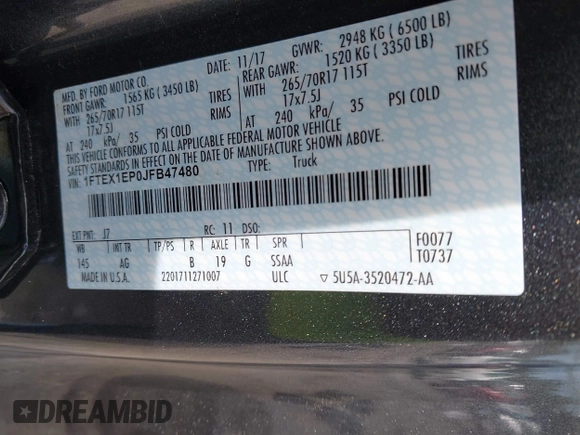 MFD. BY FORD MOTOR CO.
DATE: 11/17 GVWR: 2948 KG ( 6500 LB)
FRONT GAWR: 1565 KG ( 3450 LB) REAR GAWR: 1520 KG ( 3350 LB)
WITH 265/70R17 115T TIRES WITH 265/70R17 115T TIRES
17x7.5J RIMS 17x7.5J RIMS
AT 240 kPa/ 35 PSI COLD AT 240 kPa/ 35 PSI COLD
THIS VEHICLE CONFORMS TO ALL APPLICABLE FEDERAL MOTOR VEHICLE
SAFETY STANDARDS IN EFFECT ON THE DATE OF MANUFACTURE SHOWN ABOVE.
VIN: 1FTEX1EP0JFB47480 TYPE: Truck
EXT PNT: J7 RC: 11 DSO: F0077
WB INT TR TP/PS R AXLE TR SPR T0737
145 AG B 19 G SSAA
MADE IN U.S.A. 2201711271007 ULC ▽ 5U5A-3520472-AA
DREAMBID